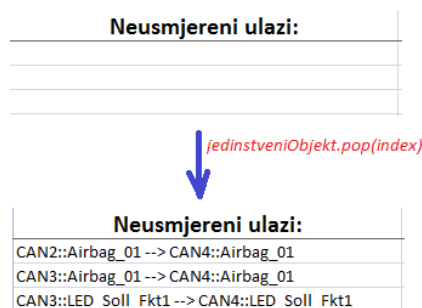 Neusmjereni ulazi:
jedinstveniObjekt.pop(index)
Neusmjereni ulazi:
CAN2::Airbag_01 --> CAN4::Airbag_01
CAN3::Airbag_01 --> CAN4::Airbag_01
CAN3::LED_Soll_Fkt1 --> CAN4::LED_Soll_Fkt1